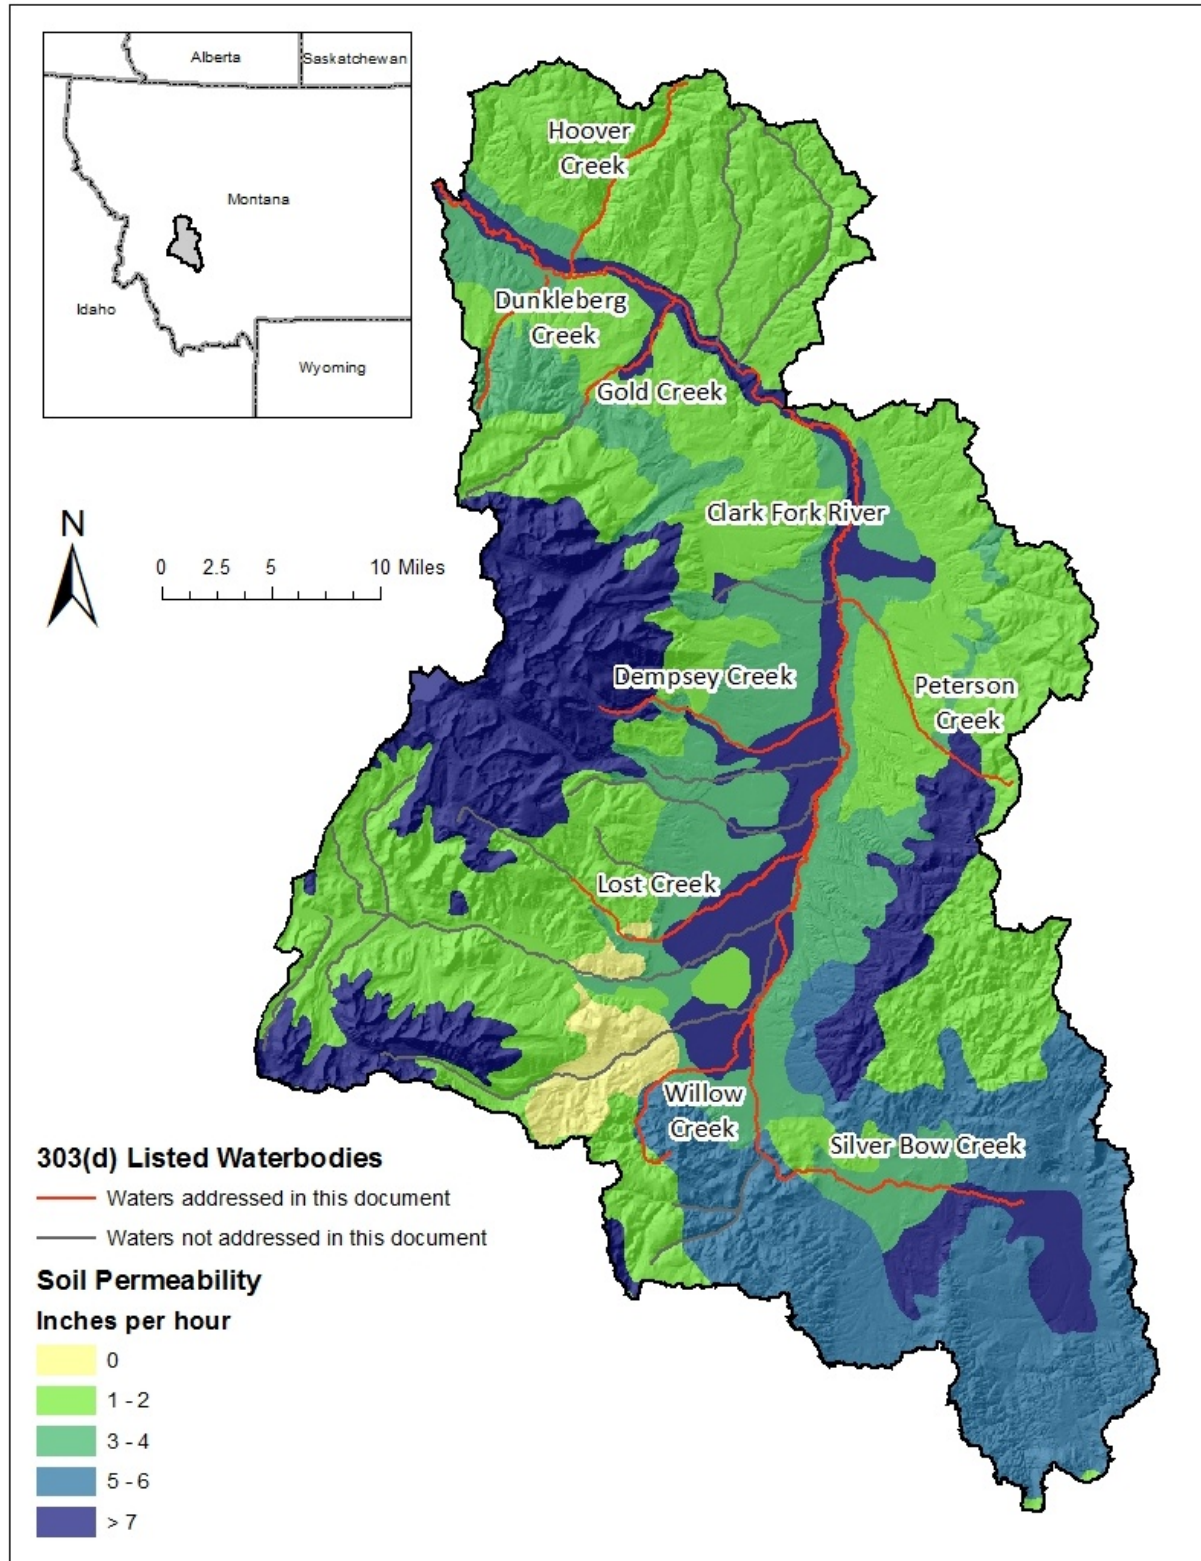 Alberta
Saskatchewan
Montana
Idaho
Wyoming
Hoover
Creek
Dunkleberg
Creek
Gold Creek
N
0 2.5 5 10 Miles
Clark Fork River
Dempsey Creek
Peterson
Creek
Lost Creek
Willow
Creek
Silver Bow Creek
303(d) Listed Waterbodies
Waters addressed in this document
Waters not addressed in this document
Soil Permeability
Inches per hour
0
1 - 2
3 - 4
5 - 6
> 7